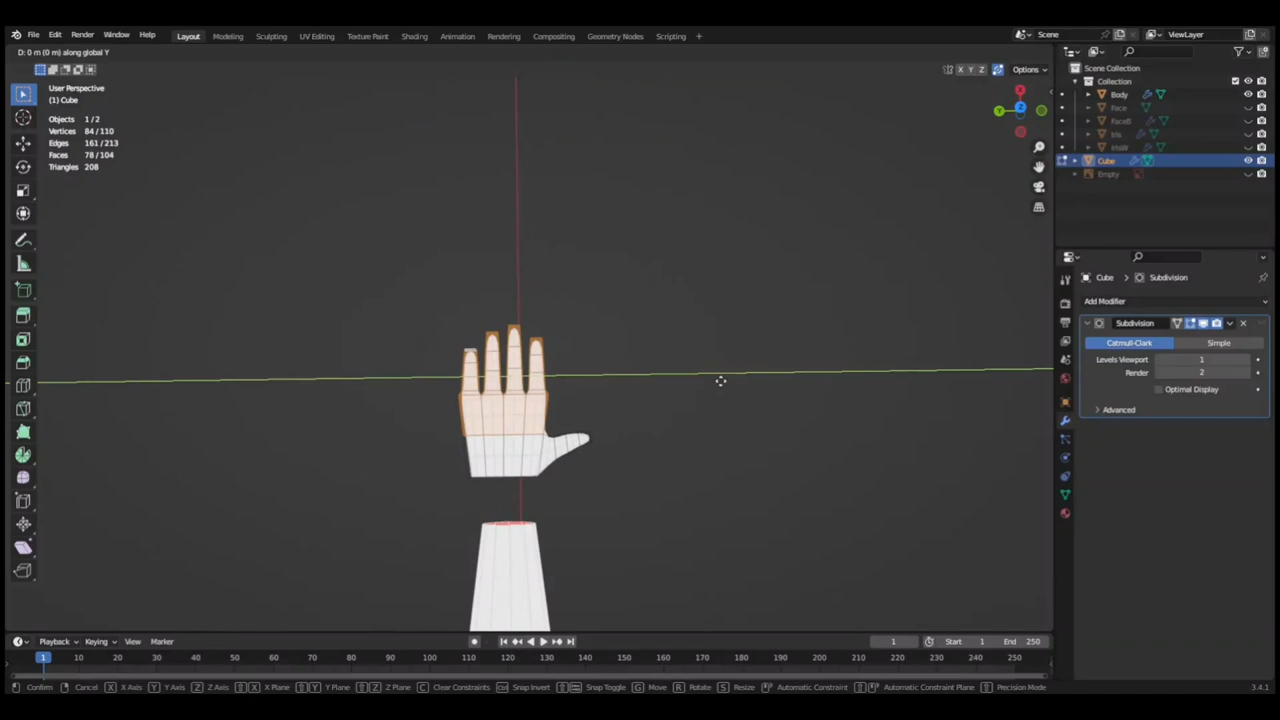 File Edit Render Window Help Layout Modeling Sculpting UV Editing Texture Paint Shading Animation Rendering Compositing Geometry Nodes Scripting + Scene ViewLayer
D: 0 m (0 m) along global Y
X Y Z Options
User Perspective
(1) Cube
Objects 1/2
Vertices 84/110
Edges 161/213
Faces 78/104
Triangles 208
X
Y
Z
Scene Collection
Collection
Body
Face
FaceB
Iris
IrisW
Cube
Empty
Cube > Subdivision
Add Modifier
Subdivision
Catmull-Clark Simple
Levels Viewport 1
Render 2
Optimal Display
Advanced
Playback Keying View Marker 1 Start 1 End 250
1 10 20 30 40 50 60 70 80 90 100 110 120 130 140 150 160 170 180 190 200 210 220 230 240 250
Confirm Cancel X X Axis Y Y Axis Z Z Axis X X Plane Y Y Plane Z Z Plane C Clear Constraints Snap Invert Snap Toggle G Move R Rotate S Resize Automatic Constraint Automatic Constraint Plane Precision Mode 3.4.1